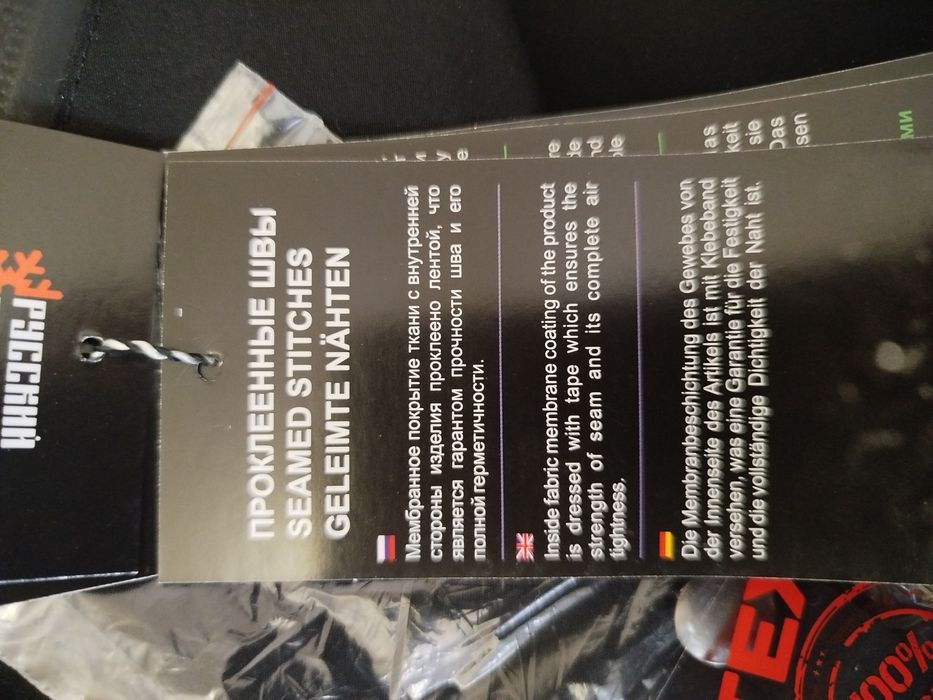 РУССКИЙ
ПРОКЛЕЕННЫЕ ШВЫ
SEAMED STITCHES
GELEIMTE NÄHTEN
Мембранное покрытие ткани с внутренней
стороны изделия проклеено лентой, что
является гарантом прочности шва и его
полной герметичности.
Inside fabric membrane coating of the product
is dressed with tape which ensures the
strength of seam and its complete air
tightness.
Die Membranbeschichtung des Gewebes von
der Innenseite des Artikels ist mit Klebeband
versehen, was eine Garantie für die Festigkeit
und die vollständige Dichtigkeit der Naht ist.
TEX
100%